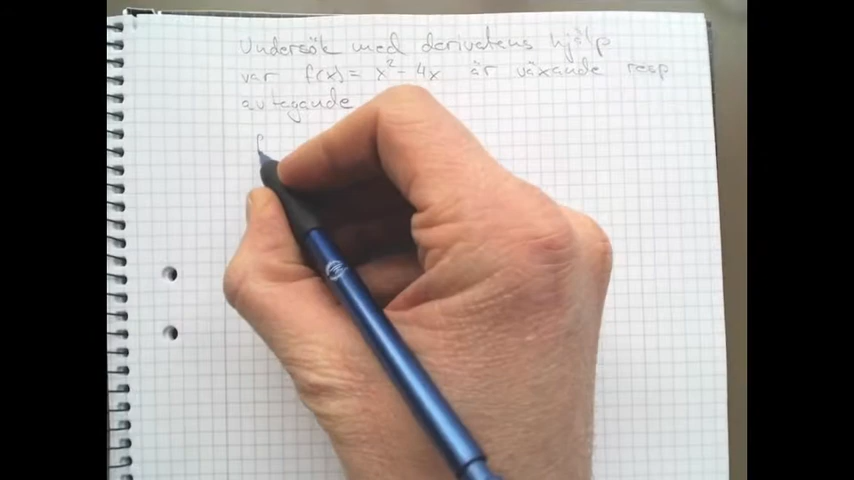 Undersök med derivatans hjälp
var f(x) = x² - 4x är växande resp
avtagande